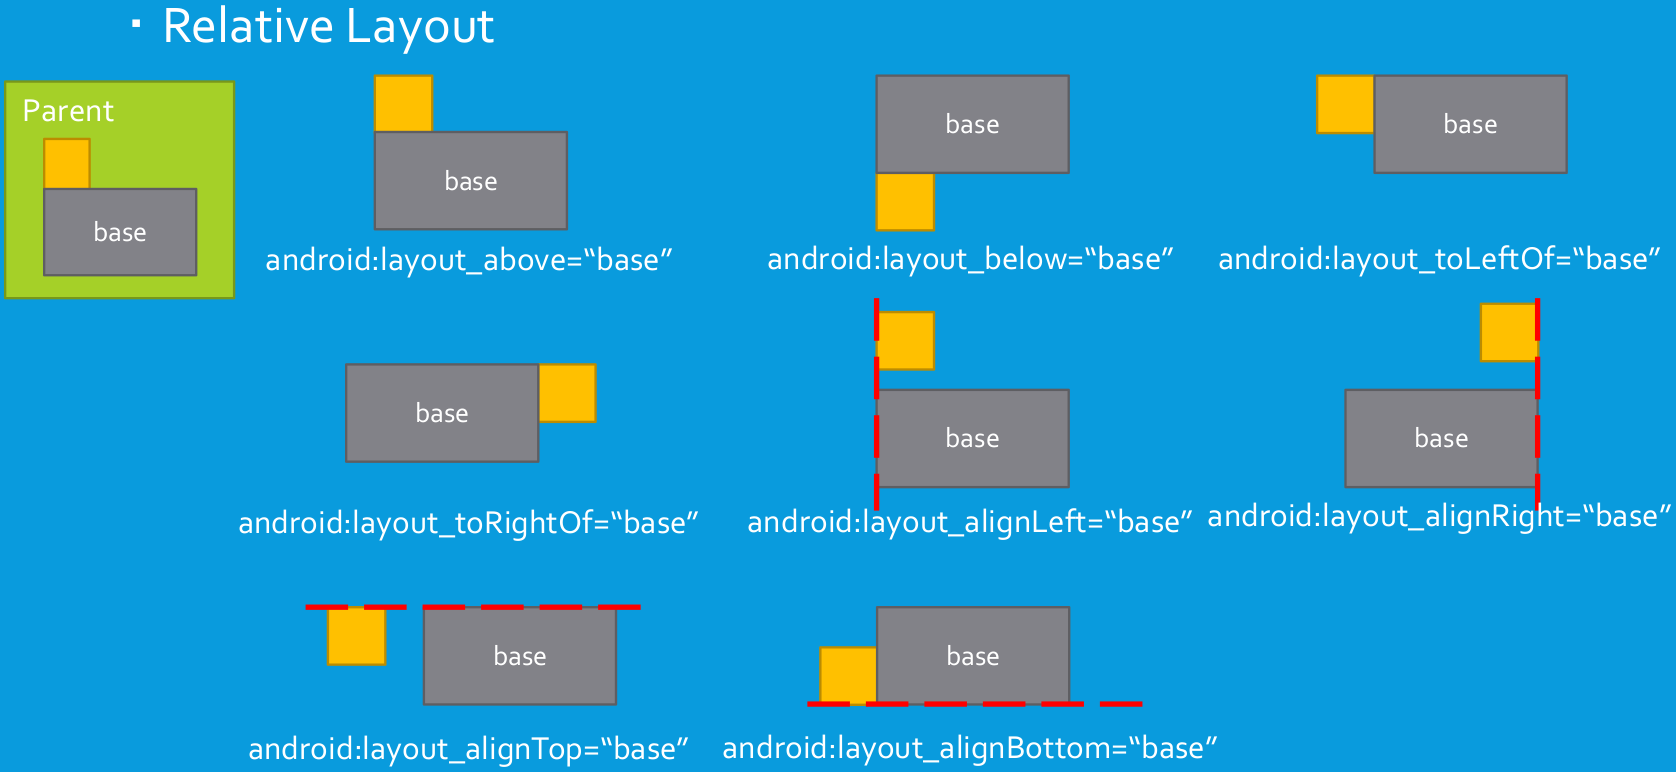 ▪ Relative Layout
Parent
base
base
android:layout_above=“base”
base
android:layout_below=“base”
base
android:layout_toLeftOf=“base”
base
android:layout_toRightOf=“base”
base
android:layout_alignLeft=“base”
base
android:layout_alignRight=“base”
base
android:layout_alignTop=“base”
base
android:layout_alignBottom=“base”